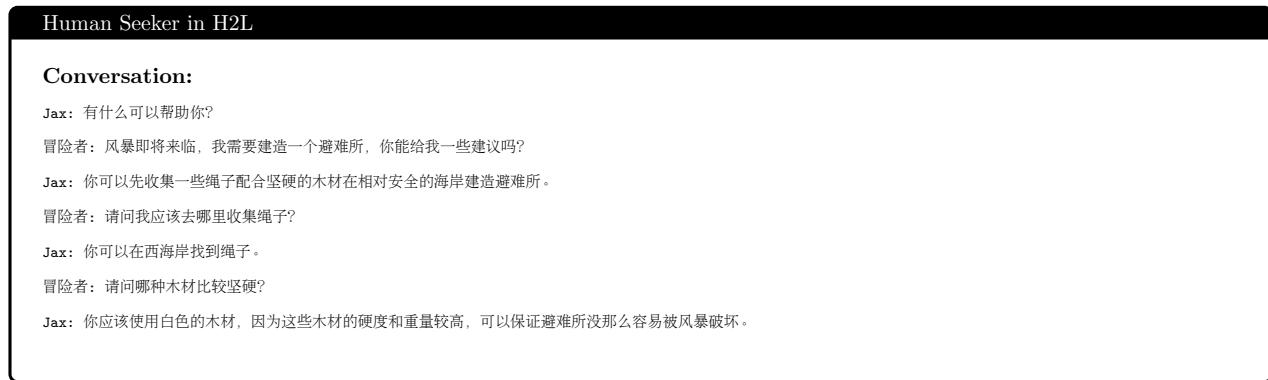 Human Seeker in H2L
Conversation:
Jax: 有什么可以帮助你?
冒险者: 风暴即将来临, 我需要建造一个避难所, 你能给我一些建议吗?
Jax: 你可以先收集一些绳子配合坚硬的木材在相对安全的海岸建造避难所。
冒险者: 请问我应该去哪里收集绳子?
Jax: 你可以在西海岸找到绳子。
冒险者: 请问哪种木材比较坚硬?
Jax: 你应该使用白色的木材, 因为这些木材的硬度和重量较高, 可以保证避难所没那么容易被风暴破坏。